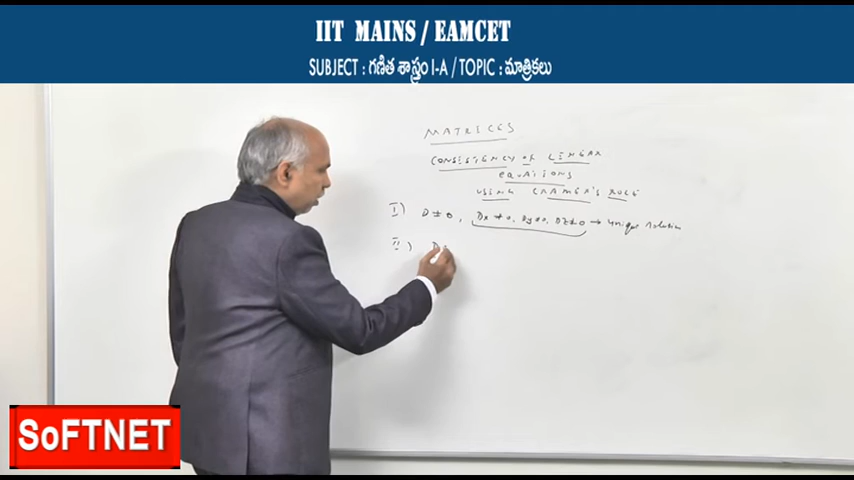 IIT MAINS / EAMCET
SUBJECT : గణిత శాస్త్రం I-A / TOPIC : మాత్రికలు
MATRICES
CONSISTENCY OF LINEAR
EQUATIONS
USING CRAMER'S RULE
I) D ≠ 0, Dx ≠ 0, Dy ≠ 0, Dz ≠ 0 → Unique solution
II) D
SoFTNET